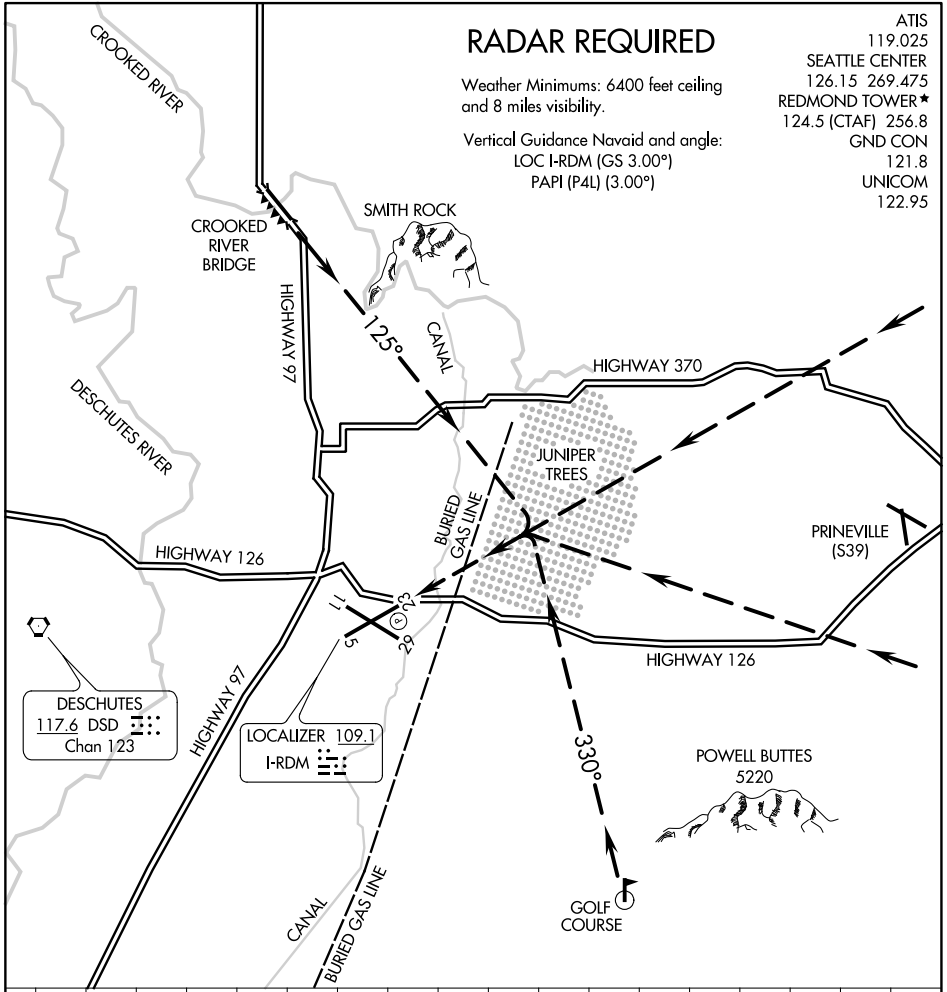 RADAR REQUIRED
Weather Minimums: 6400 feet ceiling
and 8 miles visibility.
Vertical Guidance Navaid and angle:
LOC I-RDM (GS 3.00°)
PAPI (P4L) (3.00°)
ATIS
119.025
SEATTLE CENTER
126.15 269.475
REDMOND TOWER★
124.5 (CTAF) 256.8
GND CON
121.8
UNICOM
122.95
CROOKED RIVER
CROOKED
RIVER
BRIDGE
SMITH ROCK
HIGHWAY 97
125°
CANAL
HIGHWAY 370
DESCHUTES RIVER
JUNIPER
TREES
BURIED
GAS LINE
PRINEVILLE
(S39)
HIGHWAY 126
11
23
P
5
29
HIGHWAY 126
DESCHUTES
117.6 DSD
Chan 123
HIGHWAY 97
LOCALIZER 109.1
I-RDM
330°
POWELL BUTTES
5220
GOLF
COURSE
CANAL
BURIED GAS LINE